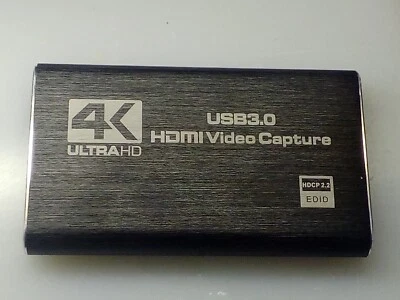 4K
ULTRA HD
USB3.0
HDMI Video Capture
HDCP 2.2
EDID